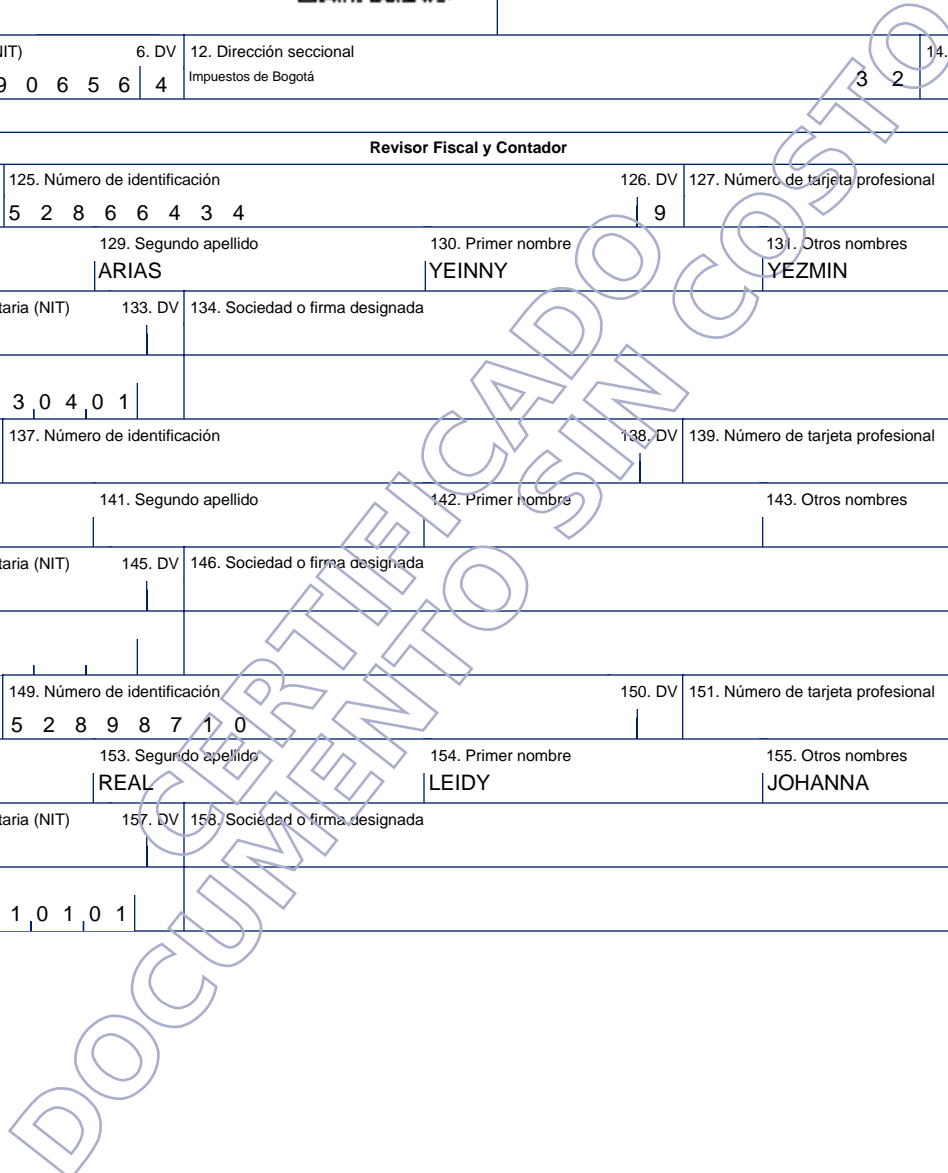 IT) 6. DV 12. Dirección seccional 14.
9 0 6 5 6 4 Impuestos de Bogotá 3 2
Revisor Fiscal y Contador
125. Número de identificación 126. DV 127. Número de tarjeta profesional
5 2 8 6 6 4 3 4 9
129. Segundo apellido 130. Primer nombre 131. Otros nombres
ARIAS YEINNY YEZMIN
taria (NIT) 133. DV 134. Sociedad o firma designada
3 0 4 0 1
137. Número de identificación 138. DV 139. Número de tarjeta profesional
141. Segundo apellido 142. Primer nombre 143. Otros nombres
taria (NIT) 145. DV 146. Sociedad o firma designada
149. Número de identificación 150. DV 151. Número de tarjeta profesional
5 2 8 9 8 7 1 0
153. Segundo apellido 154. Primer nombre 155. Otros nombres
REAL LEIDY JOHANNA
taria (NIT) 157. DV 158. Sociedad o firma designada
1 0 1 0 1
CERTIFICADO
DOCUMENTO SIN COSTO